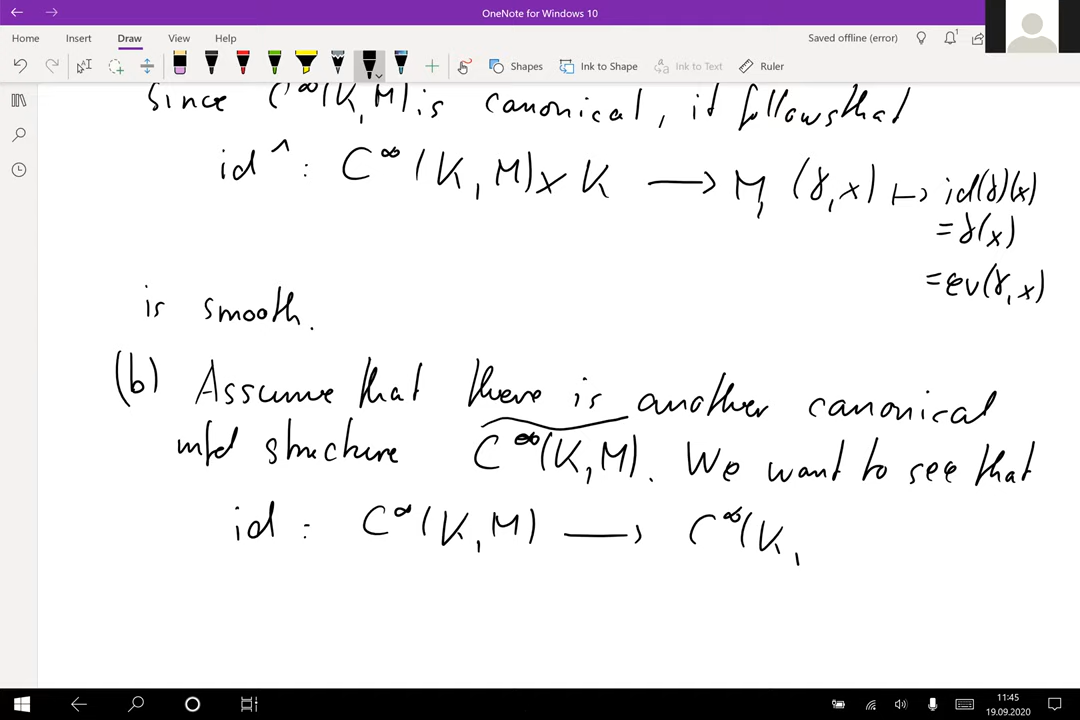 OneNote for Windows 10
Home Insert Draw View Help Saved offline (error)
Shapes Ink to Shape Ink to Text Ruler
Since C^∞(K,M) is canonical, it follows that
id^∧ : C^∞(K,M) × K ⟶ M, (γ,x) ↦ id(γ)(x)
= γ(x)
= ev(γ,x)
is smooth.
(b) Assume that there is another canonical
mfd structure \widetilde{C^∞(K,M)}. We want to see that
id : C^∞(K,M) ⟶ C^∞(K,
11:45
19.09.2020